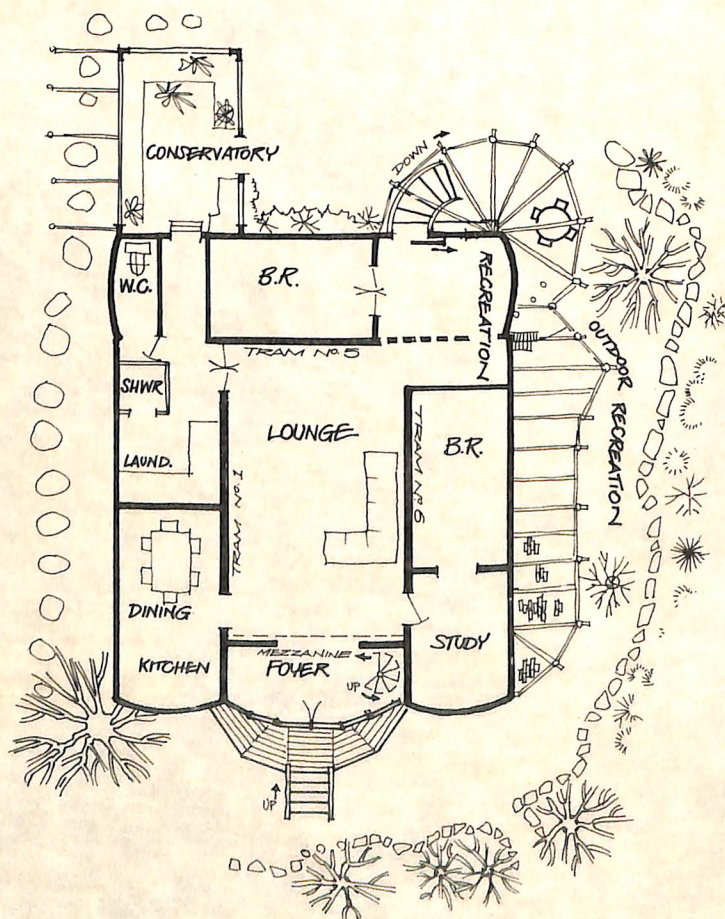 DOWN
CONSERVATORY
W.C.
B.R.
RECREATION
TRAM Nº.5
OUTDOOR RECREATION
SHWR
LOUNGE
TRAM Nº.6
B.R.
LAUND.
TRAM Nº.1
DINING
KITCHEN
MEZZANINE
FOYER
UP
STUDY
UP